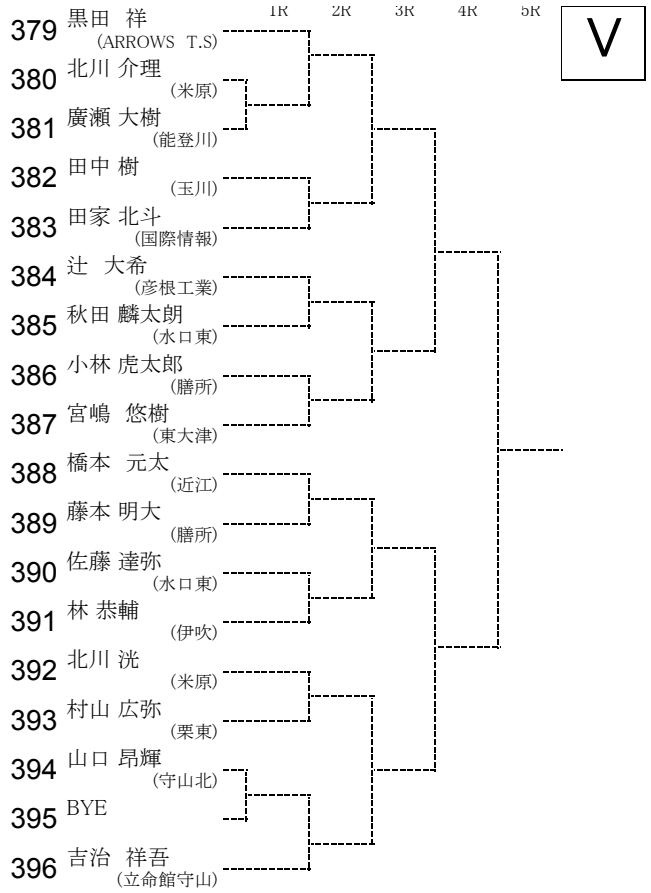 1R 2R 3R 4R 5R
V
379 黒田 祥
(ARROWS T.S)
380 北川 介理
(米原)
381 廣瀬 大樹
(能登川)
382 田中 樹
(玉川)
383 田家 北斗
(国際情報)
384 辻 大希
(彦根工業)
385 秋田 麟太朗
(水口東)
386 小林 虎太郎
(膳所)
387 宮嶋 悠樹
(東大津)
388 橋本 元太
(近江)
389 藤本 明大
(膳所)
390 佐藤 達弥
(水口東)
391 林 恭輔
(伊吹)
392 北川 洸
(米原)
393 村山 広弥
(栗東)
394 山口 昂輝
(守山北)
395 BYE
396 吉治 祥吾
(立命館守山)